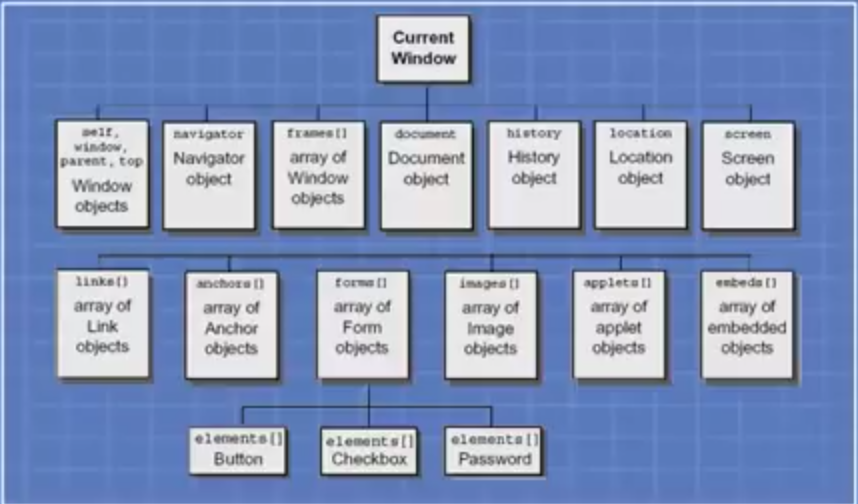 Current
Window
self,
window,
parent, top
Window
objects
navigator
Navigator
object
frames[]
array of
Window
objects
document
Document
object
history
History
object
location
Location
object
screen
Screen
object
links[]
array of
Link
objects
anchors[]
array of
Anchor
objects
forms[]
array of
Form
objects
images[]
array of
Image
objects
applets[]
array of
applet
objects
embeds[]
array of
embedded
objects
elements[]
Button
elements[]
Checkbox
elements[]
Password